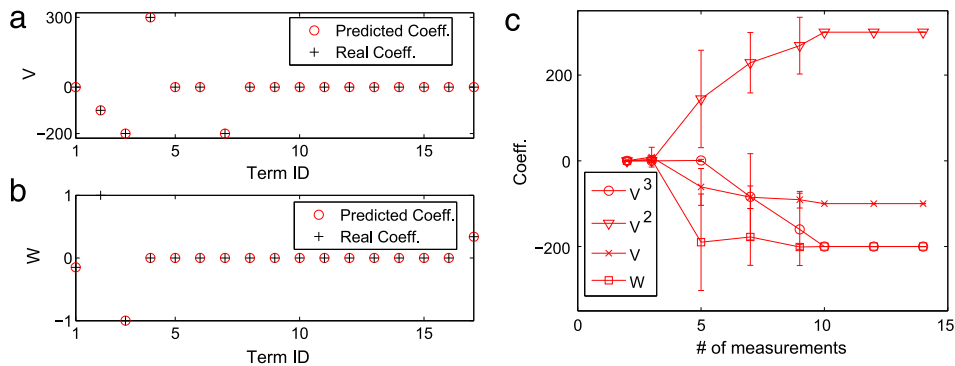 a
300
0
−200
V
Predicted Coeff.
Real Coeff.
1
5
10
15
Term ID
b
1
0
−1
W
Predicted Coeff.
Real Coeff.
1
5
10
15
Term ID
c
200
0
−200
Coeff.
V 3
V 2
V
W
0
5
10
15
# of measurements